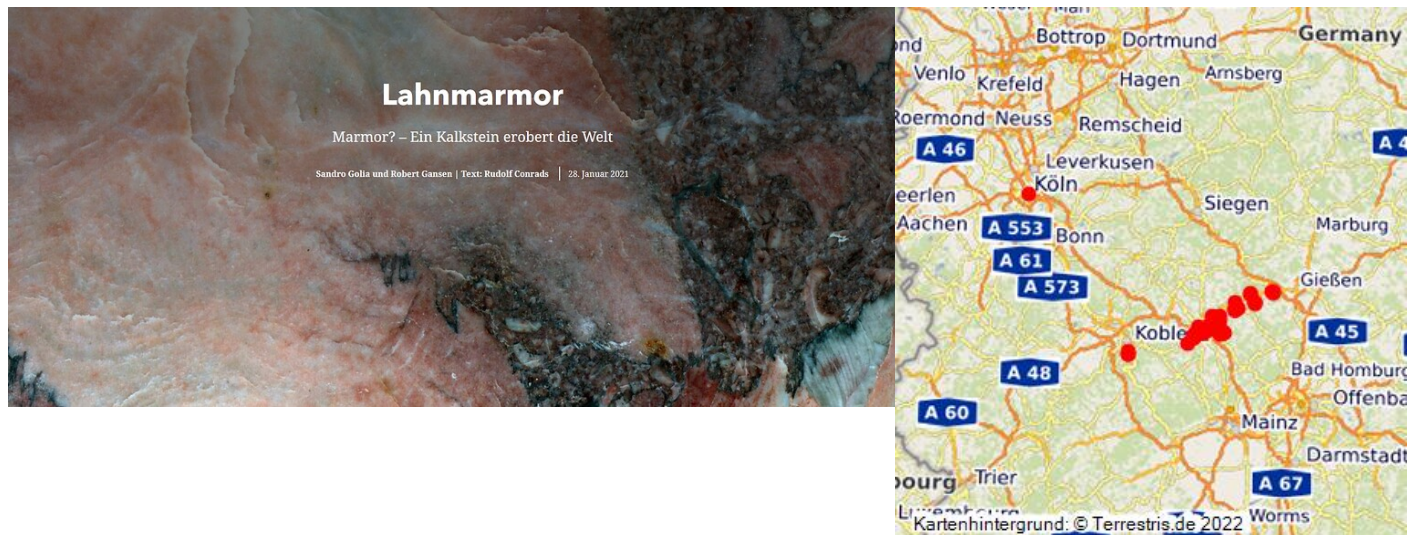 Lahnmarmor
Marmor? – Ein Kalkstein erobert die Welt
Sandro Golia und Robert Gansen | Text: Rudolf Conrads | 28. Januar 2021
Bottrop
Dortmund
Germany
Venlo
Krefeld
Hagen
Arnsberg
Roermond
Neuss
Remscheid
A 46
Leverkusen
Köln
Siegen
Aachen
A 553
Bonn
Marburg
A 61
A 573
Gießen
Koble
A 45
A 48
Bad Homburg
Offenba
A 60
Mainz
Darmstadt
Trier
A 67
Worms
Kartenhintergrund: © Terrestris.de 2022